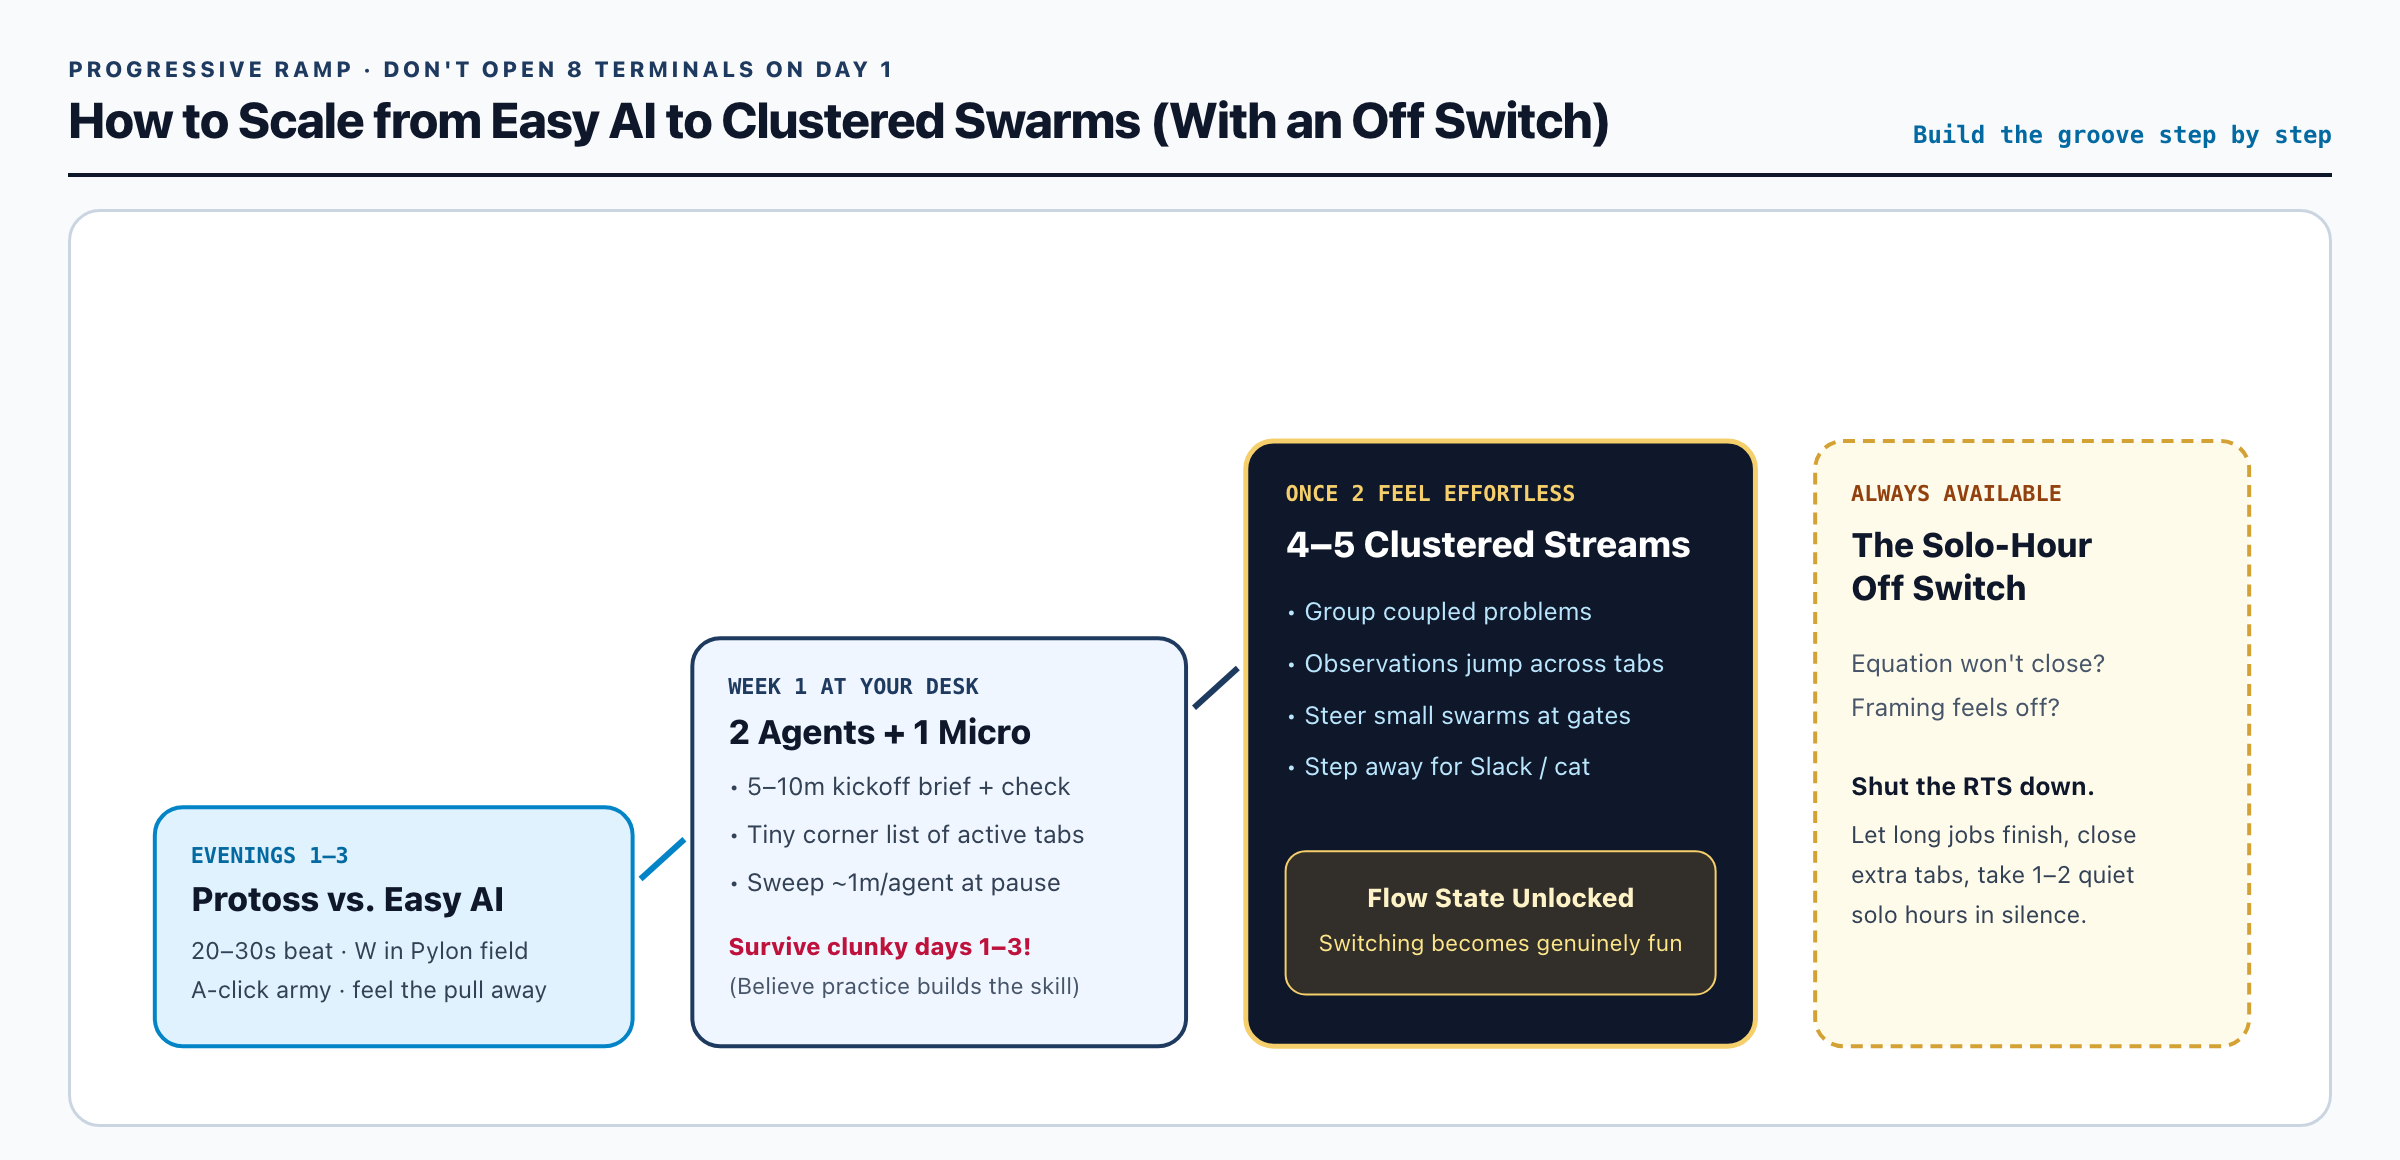 PROGRESSIVE RAMP · DON'T OPEN 8 TERMINALS ON DAY 1
How to Scale from Easy AI to Clustered Swarms (With an Off Switch)
Build the groove step by step
EVENINGS 1–3
Protoss vs. Easy AI
20–30s beat · W in Pylon field
A-click army · feel the pull away
WEEK 1 AT YOUR DESK
2 Agents + 1 Micro
• 5–10m kickoff brief + check
• Tiny corner list of active tabs
• Sweep ~1m/agent at pause
Survive clunky days 1–3!
(Believe practice builds the skill)
ONCE 2 FEEL EFFORTLESS
4–5 Clustered Streams
• Group coupled problems
• Observations jump across tabs
• Steer small swarms at gates
• Step away for Slack / cat
Flow State Unlocked
Switching becomes genuinely fun
ALWAYS AVAILABLE
The Solo-Hour
Off Switch
Equation won't close?
Framing feels off?
Shut the RTS down.
Let long jobs finish, close
extra tabs, take 1–2 quiet
solo hours in silence.